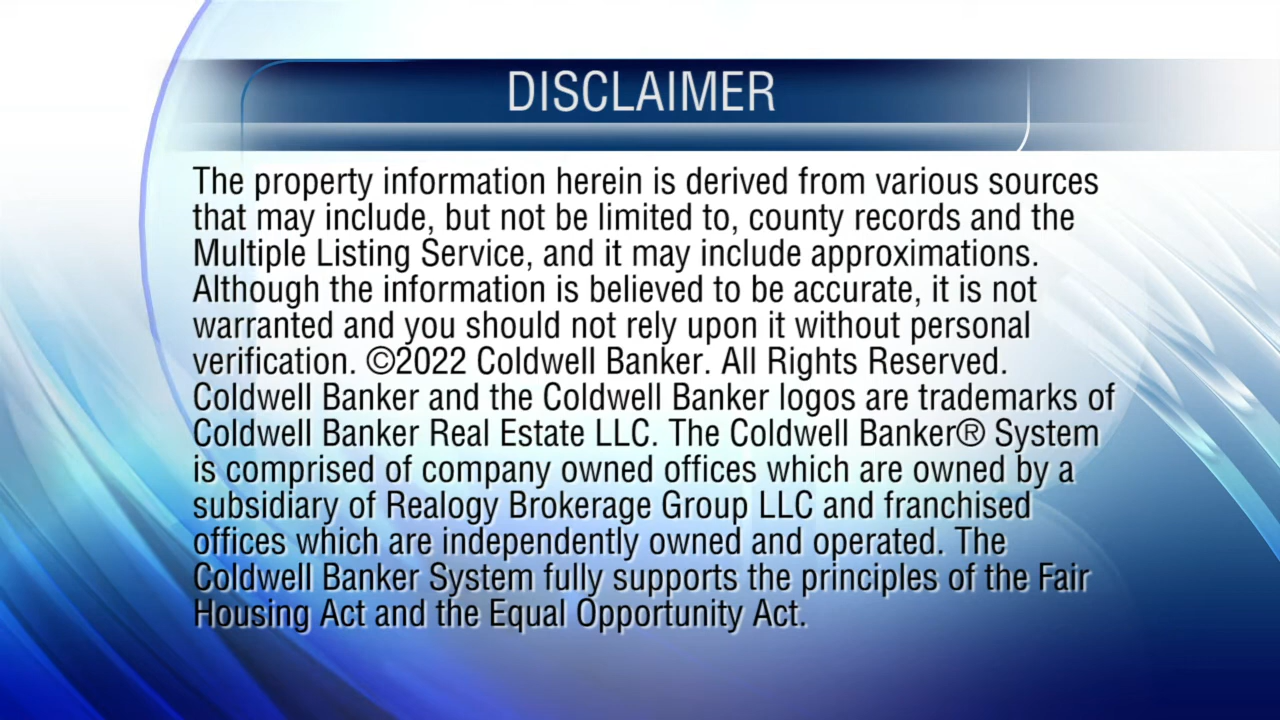 DISCLAIMER
The property information herein is derived from various sources
that may include, but not be limited to, county records and the
Multiple Listing Service, and it may include approximations.
Although the information is believed to be accurate, it is not
warranted and you should not rely upon it without personal
verification. ©2022 Coldwell Banker. All Rights Reserved.
Coldwell Banker and the Coldwell Banker logos are trademarks of
Coldwell Banker Real Estate LLC. The Coldwell Banker® System
is comprised of company owned offices which are owned by a
subsidiary of Realogy Brokerage Group LLC and franchised
offices which are independently owned and operated. The
Coldwell Banker System fully supports the principles of the Fair
Housing Act and the Equal Opportunity Act.